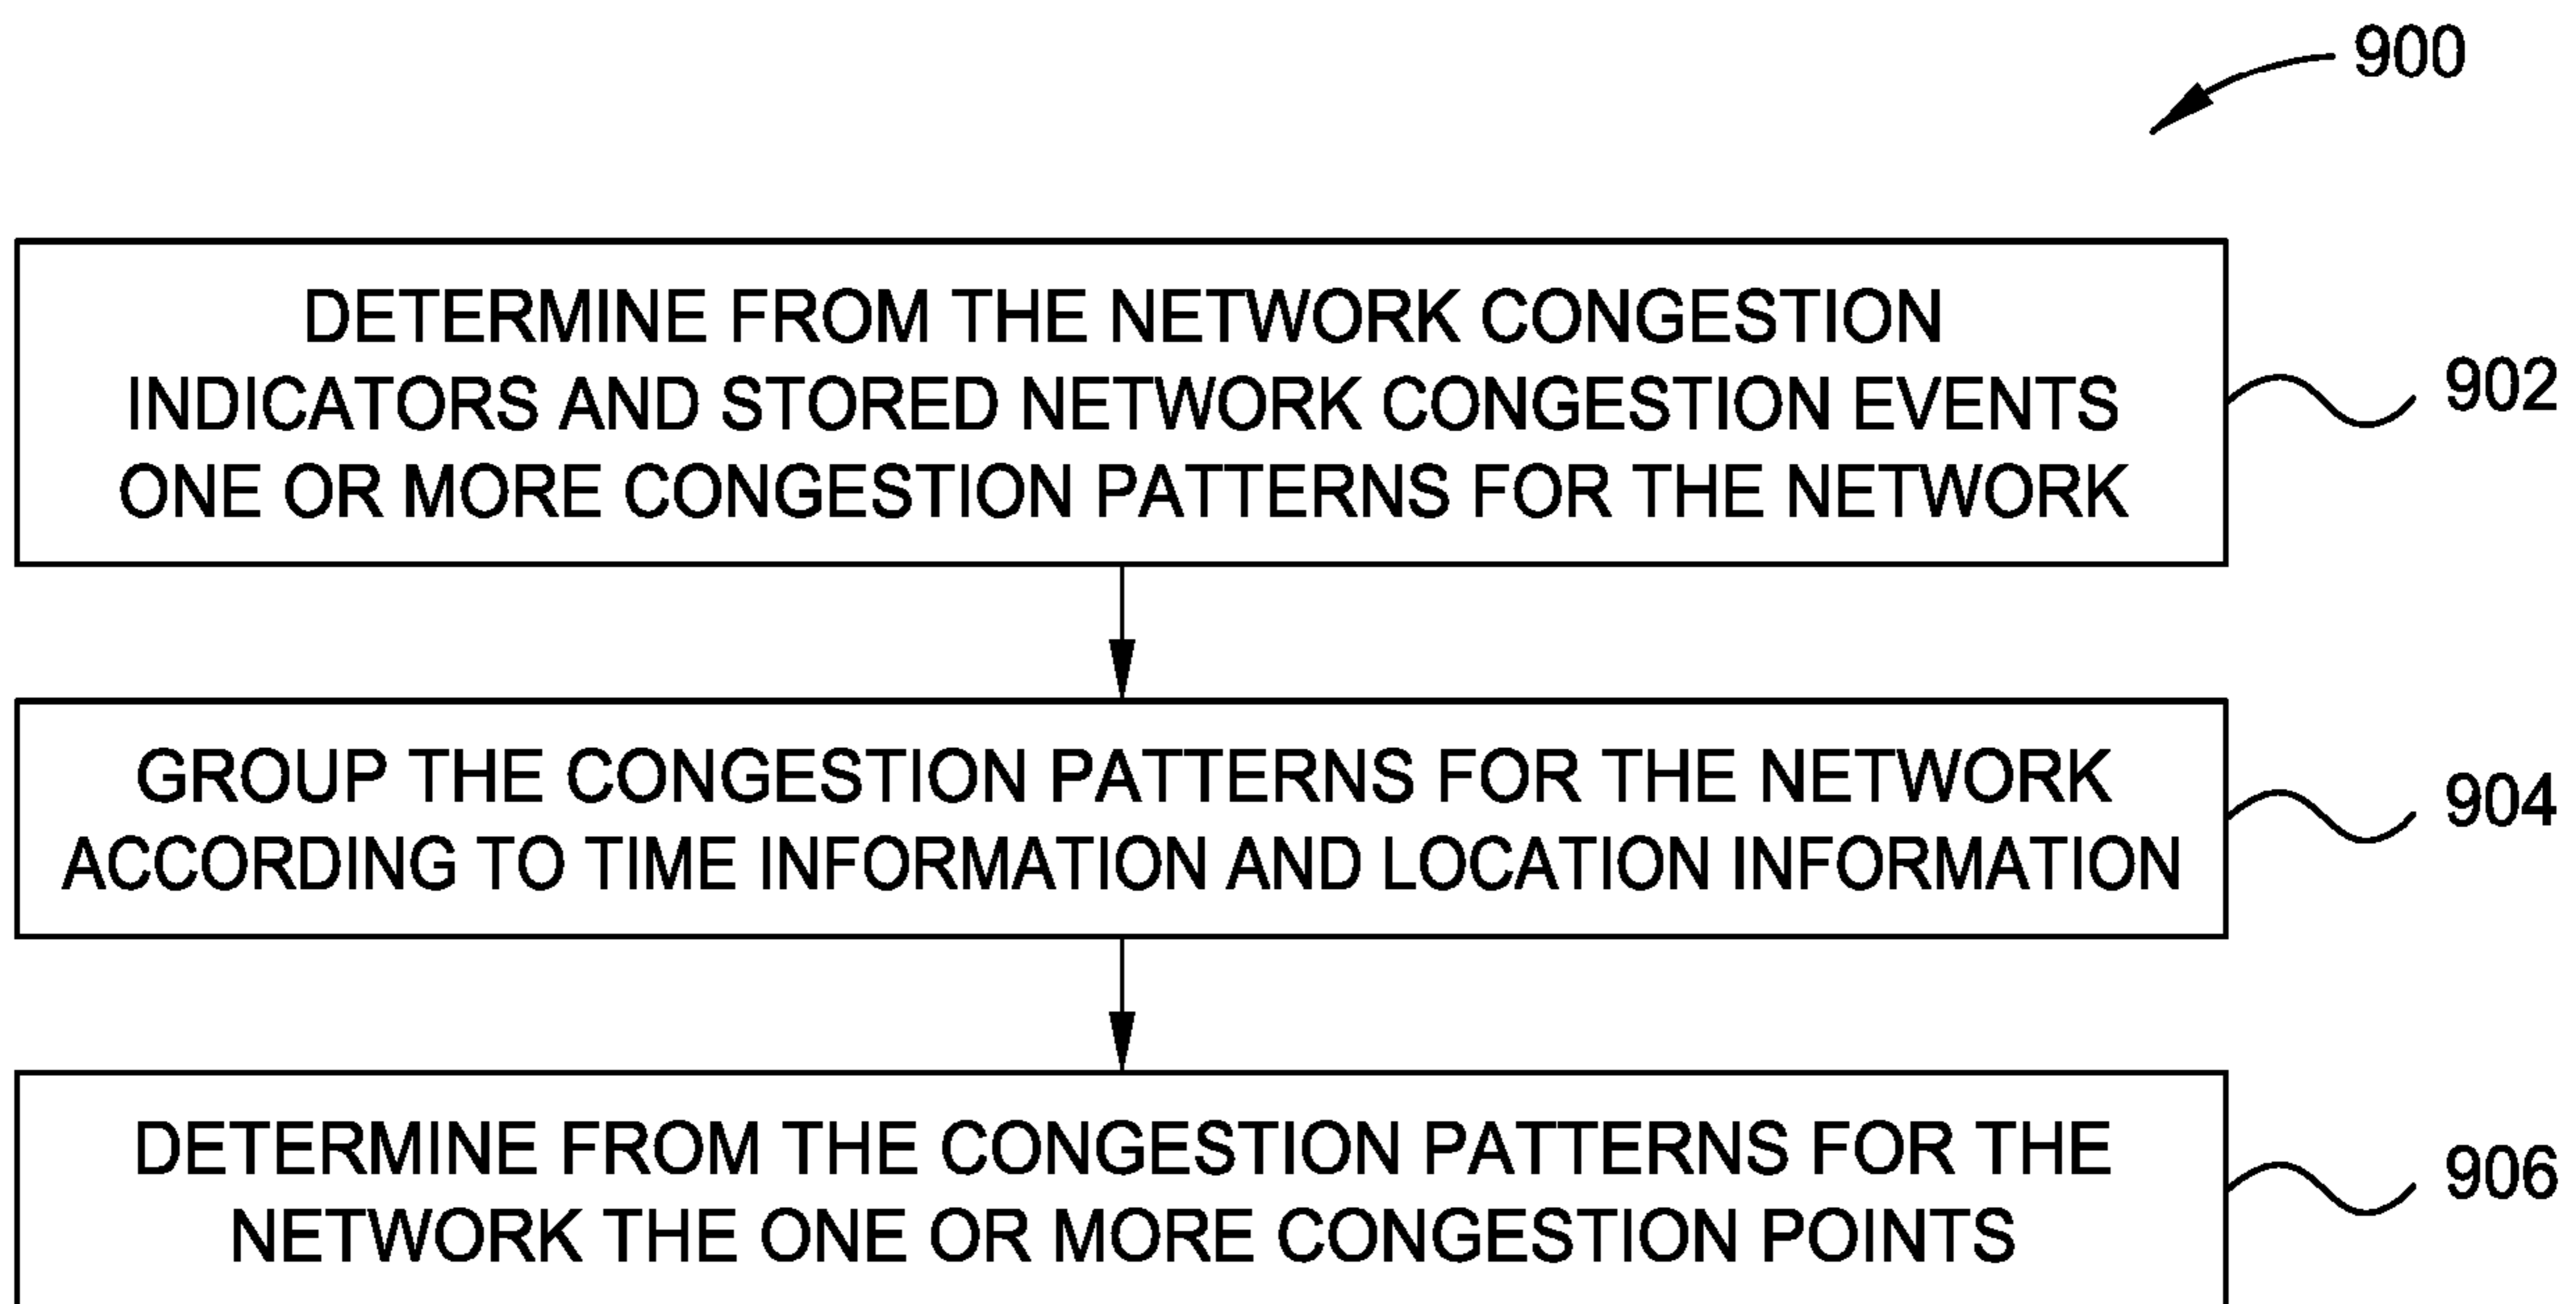 900
DETERMINE FROM THE NETWORK CONGESTION
INDICATORS AND STORED NETWORK CONGESTION EVENTS
ONE OR MORE CONGESTION PATTERNS FOR THE NETWORK
902
GROUP THE CONGESTION PATTERNS FOR THE NETWORK
ACCORDING TO TIME INFORMATION AND LOCATION INFORMATION
904
DETERMINE FROM THE CONGESTION PATTERNS FOR THE
NETWORK THE ONE OR MORE CONGESTION POINTS
906